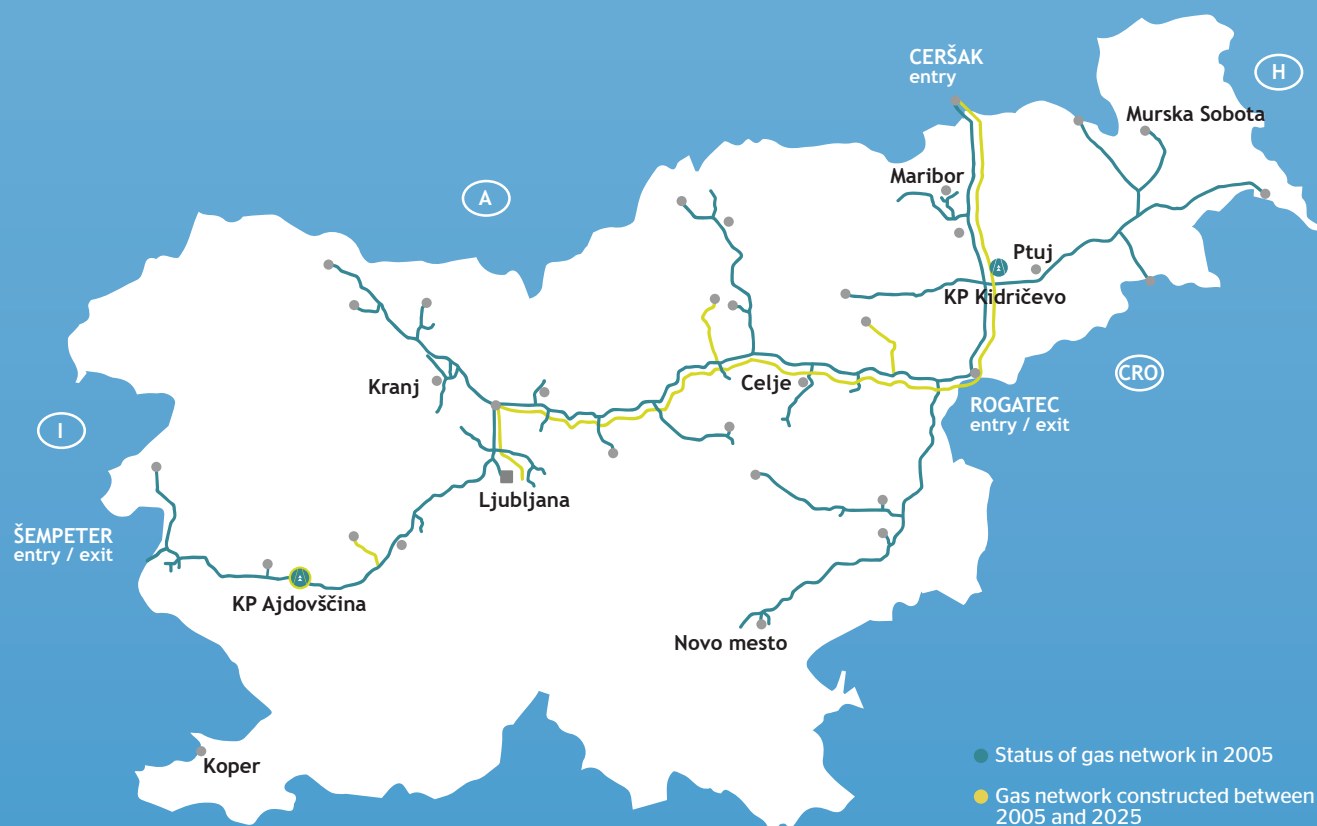 CERŠAK
entry
H
Murska Sobota
Maribor
A
Ptuj
KP Kidričevo
CRO
Kranj
Celje
ROGATEC
entry / exit
I
Ljubljana
ŠEMPETER
entry / exit
KP Ajdovščina
Novo mesto
Koper
Status of gas network in 2005
Gas network constructed between
2005 and 2025